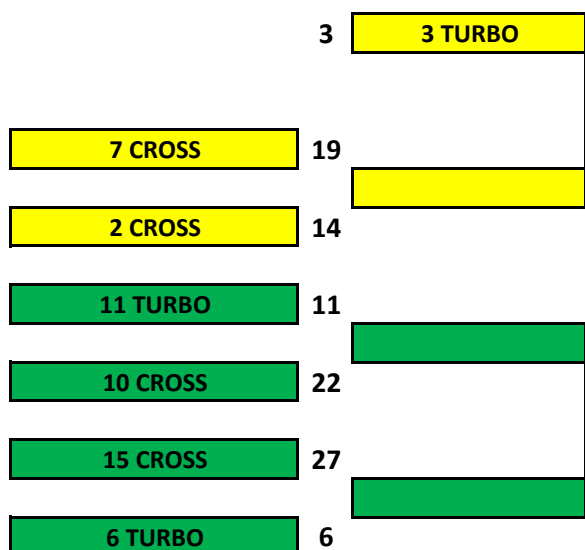 3 3 TURBO
7 CROSS 19
2 CROSS 14
11 TURBO 11
10 CROSS 22
15 CROSS 27
6 TURBO 6